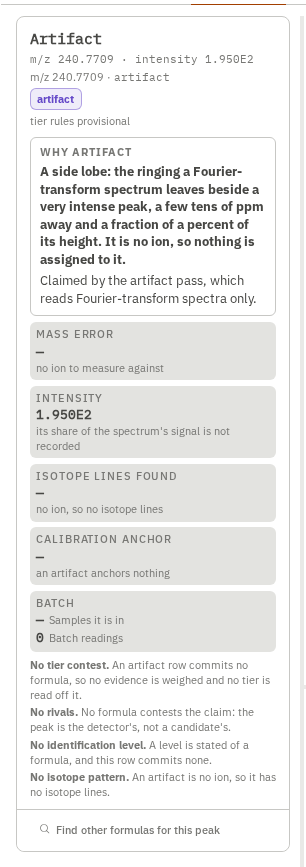 Artifact
m/z 240.7709 · intensity 1.950E2
m/z 240.7709 · artifact
artifact
tier rules provisional
WHY ARTIFACT
A side lobe: the ringing a Fourier-
transform spectrum leaves beside a
very intense peak, a few tens of ppm
away and a fraction of a percent of
its height. It is no ion, so nothing is
assigned to it.
Claimed by the artifact pass, which
reads Fourier-transform spectra only.
MASS ERROR
—
no ion to measure against
INTENSITY
1.950E2
its share of the spectrum's signal is not
recorded
ISOTOPE LINES FOUND
—
no ion, so no isotope lines
CALIBRATION ANCHOR
—
an artifact anchors nothing
BATCH
— Samples it is in
0 Batch readings
No tier contest. An artifact row commits no
formula, so no evidence is weighed and no tier is
read off it.
No rivals. No formula contests the claim: the
peak is the detector's, not a candidate's.
No identification level. A level is stated of a
formula, and this row commits none.
No isotope pattern. An artifact is no ion, so it has
no isotope lines.
Find other formulas for this peak